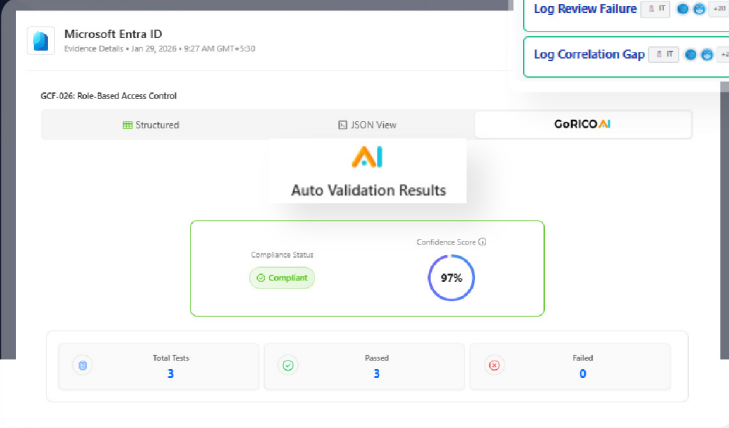 Log Review Failure IT +20
Log Correlation Gap IT
Microsoft Entra ID
Evidence Details • Jan 29, 2026 • 9:27 AM GMT+5:30
GCF-026: Role-Based Access Control
Structured
JSON View
GoRICO AI
AI
Auto Validation Results
Compliance Status
Compliant
Confidence Score
97%
Total Tests
3
Passed
3
Failed
0